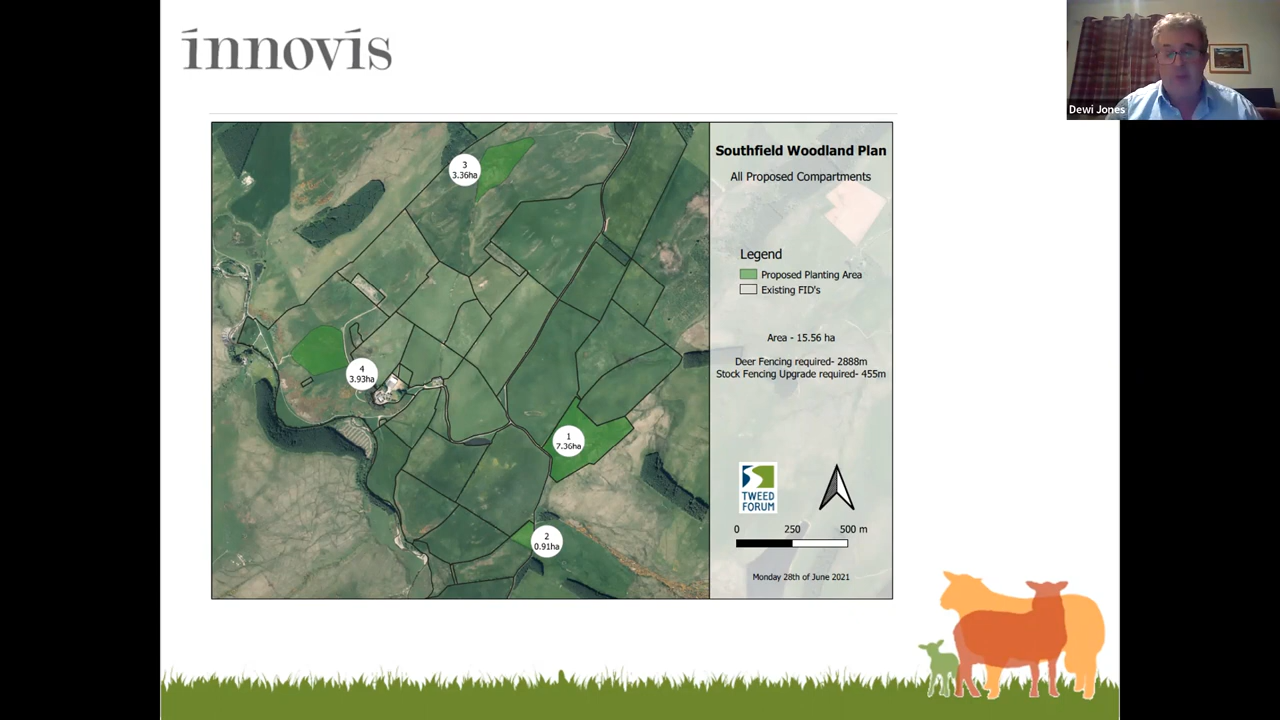 innovis
Dewi Jones
3
3.36ha
4
3.93ha
1
7.36ha
2
0.91ha
Southfield Woodland Plan
All Proposed Compartments
Legend
Proposed Planting Area
Existing FID's
Area - 15.56 ha
Deer Fencing required- 2888m
Stock Fencing Upgrade required- 455m
TWEED
FORUM
0 250 500 m
Monday 28th of June 2021